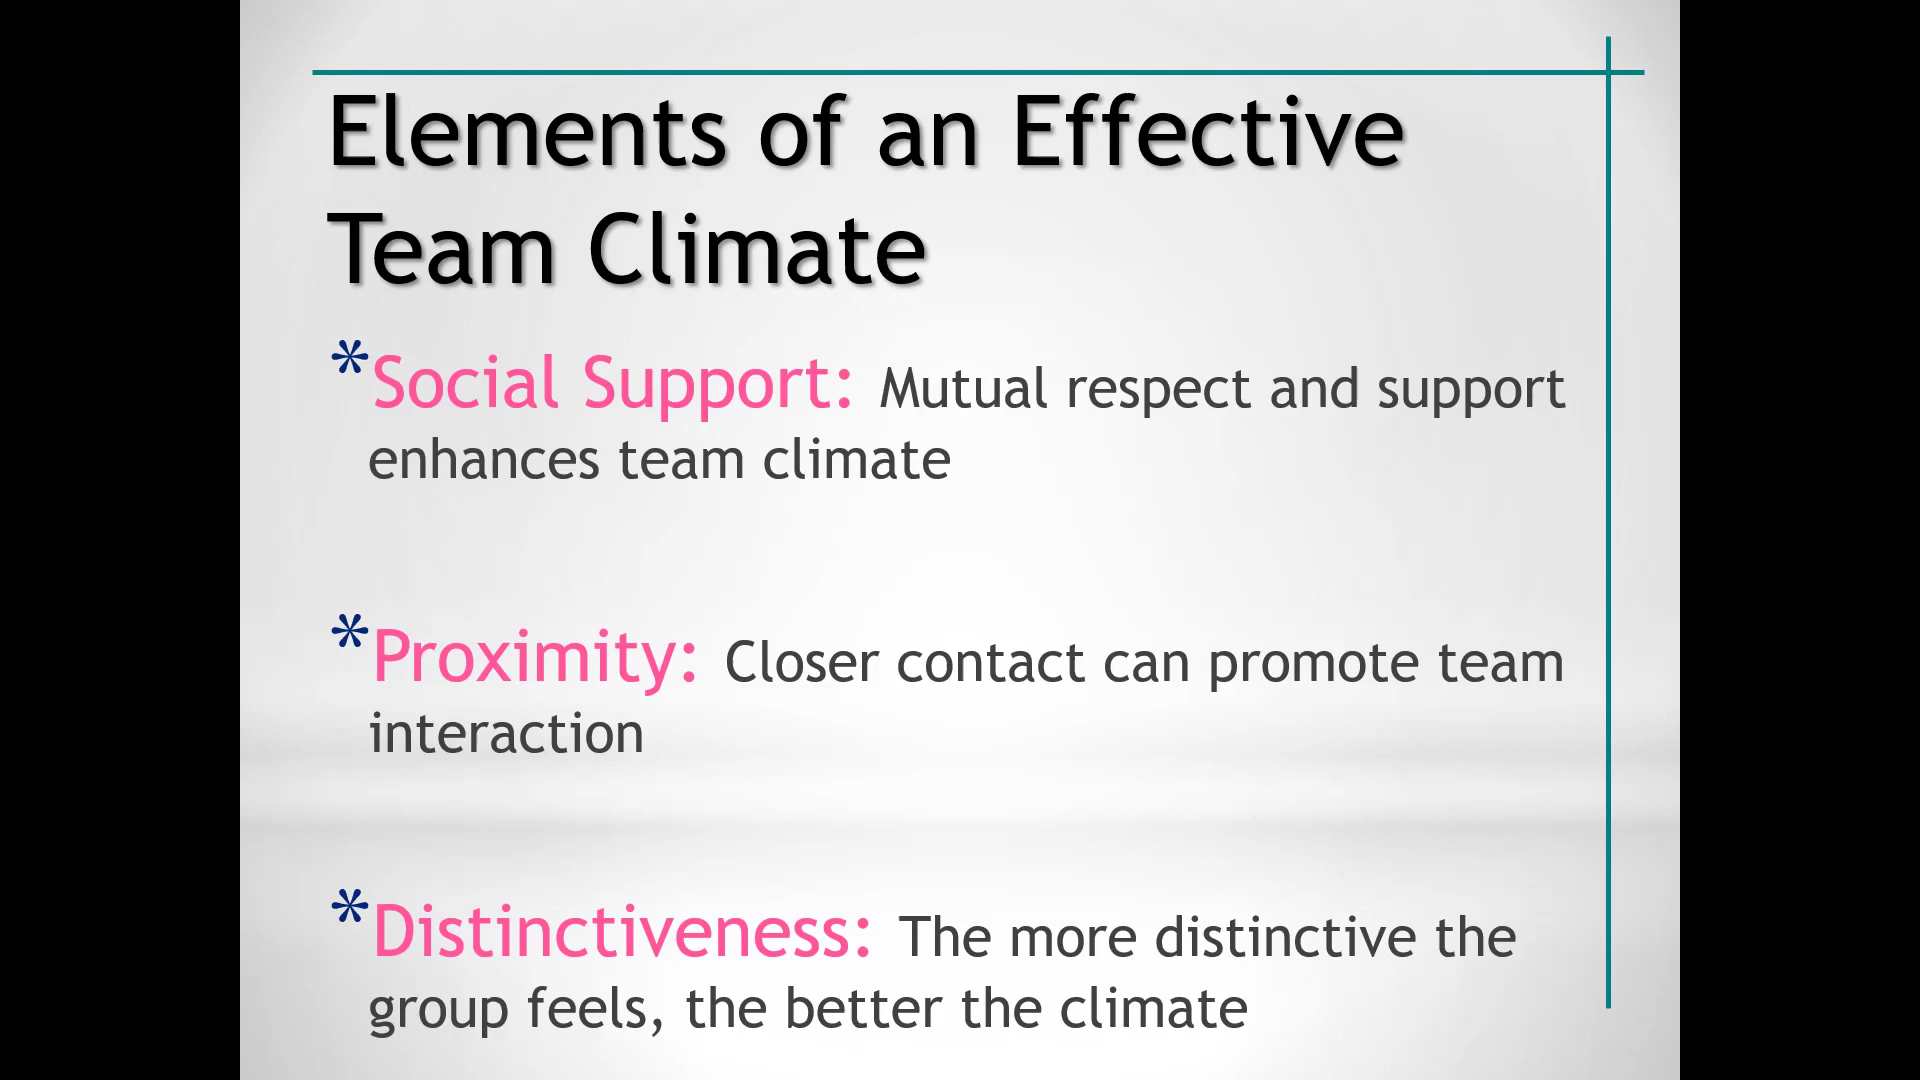 Elements of an Effective
Team Climate
*Social Support: Mutual respect and support
enhances team climate
*Proximity: Closer contact can promote team
interaction
*Distinctiveness: The more distinctive the
group feels, the better the climate